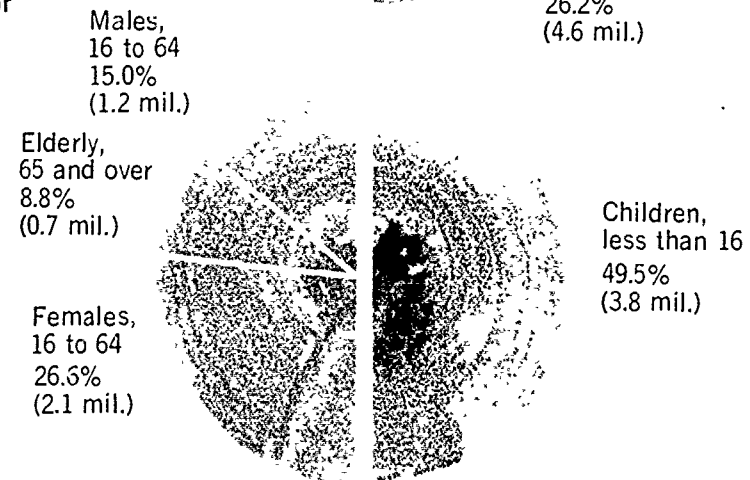 Males,
16 to 64
15.0%
(1.2 mil.)
26.2%
(4.6 mil.)
Elderly,
65 and over
8.8%
(0.7 mil.)
Children,
less than 16
49.5%
(3.8 mil.)
Females,
16 to 64
26.6%
(2.1 mil.)